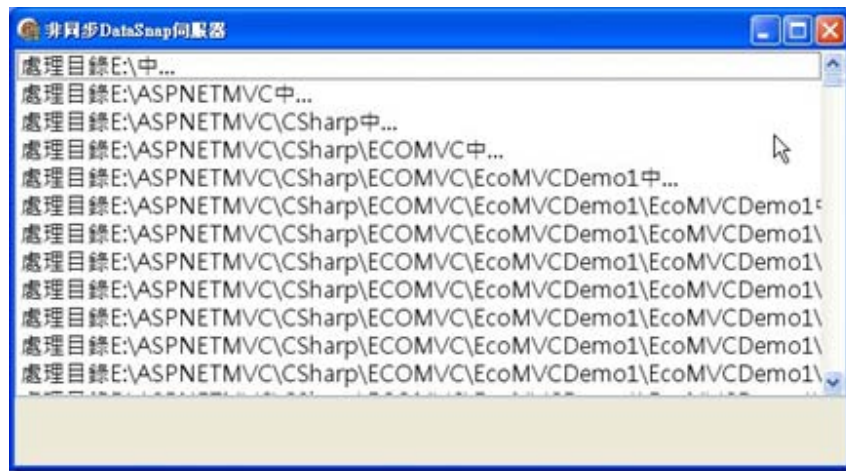 非同步DataSnap伺服器
處理目錄E:\中...
處理目錄E:\ASPNETMVC中...
處理目錄E:\ASPNETMVC\CSharp中...
處理目錄E:\ASPNETMVC\CSharp\ECOMVC中...
處理目錄E:\ASPNETMVC\CSharp\ECOMVC\EcoMVCDemo1中...
處理目錄E:\ASPNETMVC\CSharp\ECOMVC\EcoMVCDemo1\EcoMVCDemo1
處理目錄E:\ASPNETMVC\CSharp\ECOMVC\EcoMVCDemo1\EcoMVCDemo1\
處理目錄E:\ASPNETMVC\CSharp\ECOMVC\EcoMVCDemo1\EcoMVCDemo1\
處理目錄E:\ASPNETMVC\CSharp\ECOMVC\EcoMVCDemo1\EcoMVCDemo1\
處理目錄E:\ASPNETMVC\CSharp\ECOMVC\EcoMVCDemo1\EcoMVCDemo1\
處理目錄E:\ASPNETMVC\CSharp\ECOMVC\EcoMVCDemo1\EcoMVCDemo1\
處理目錄E:\ASPNETMVC\CSharp\ECOMVC\EcoMVCDemo1\EcoMVCDemo1\